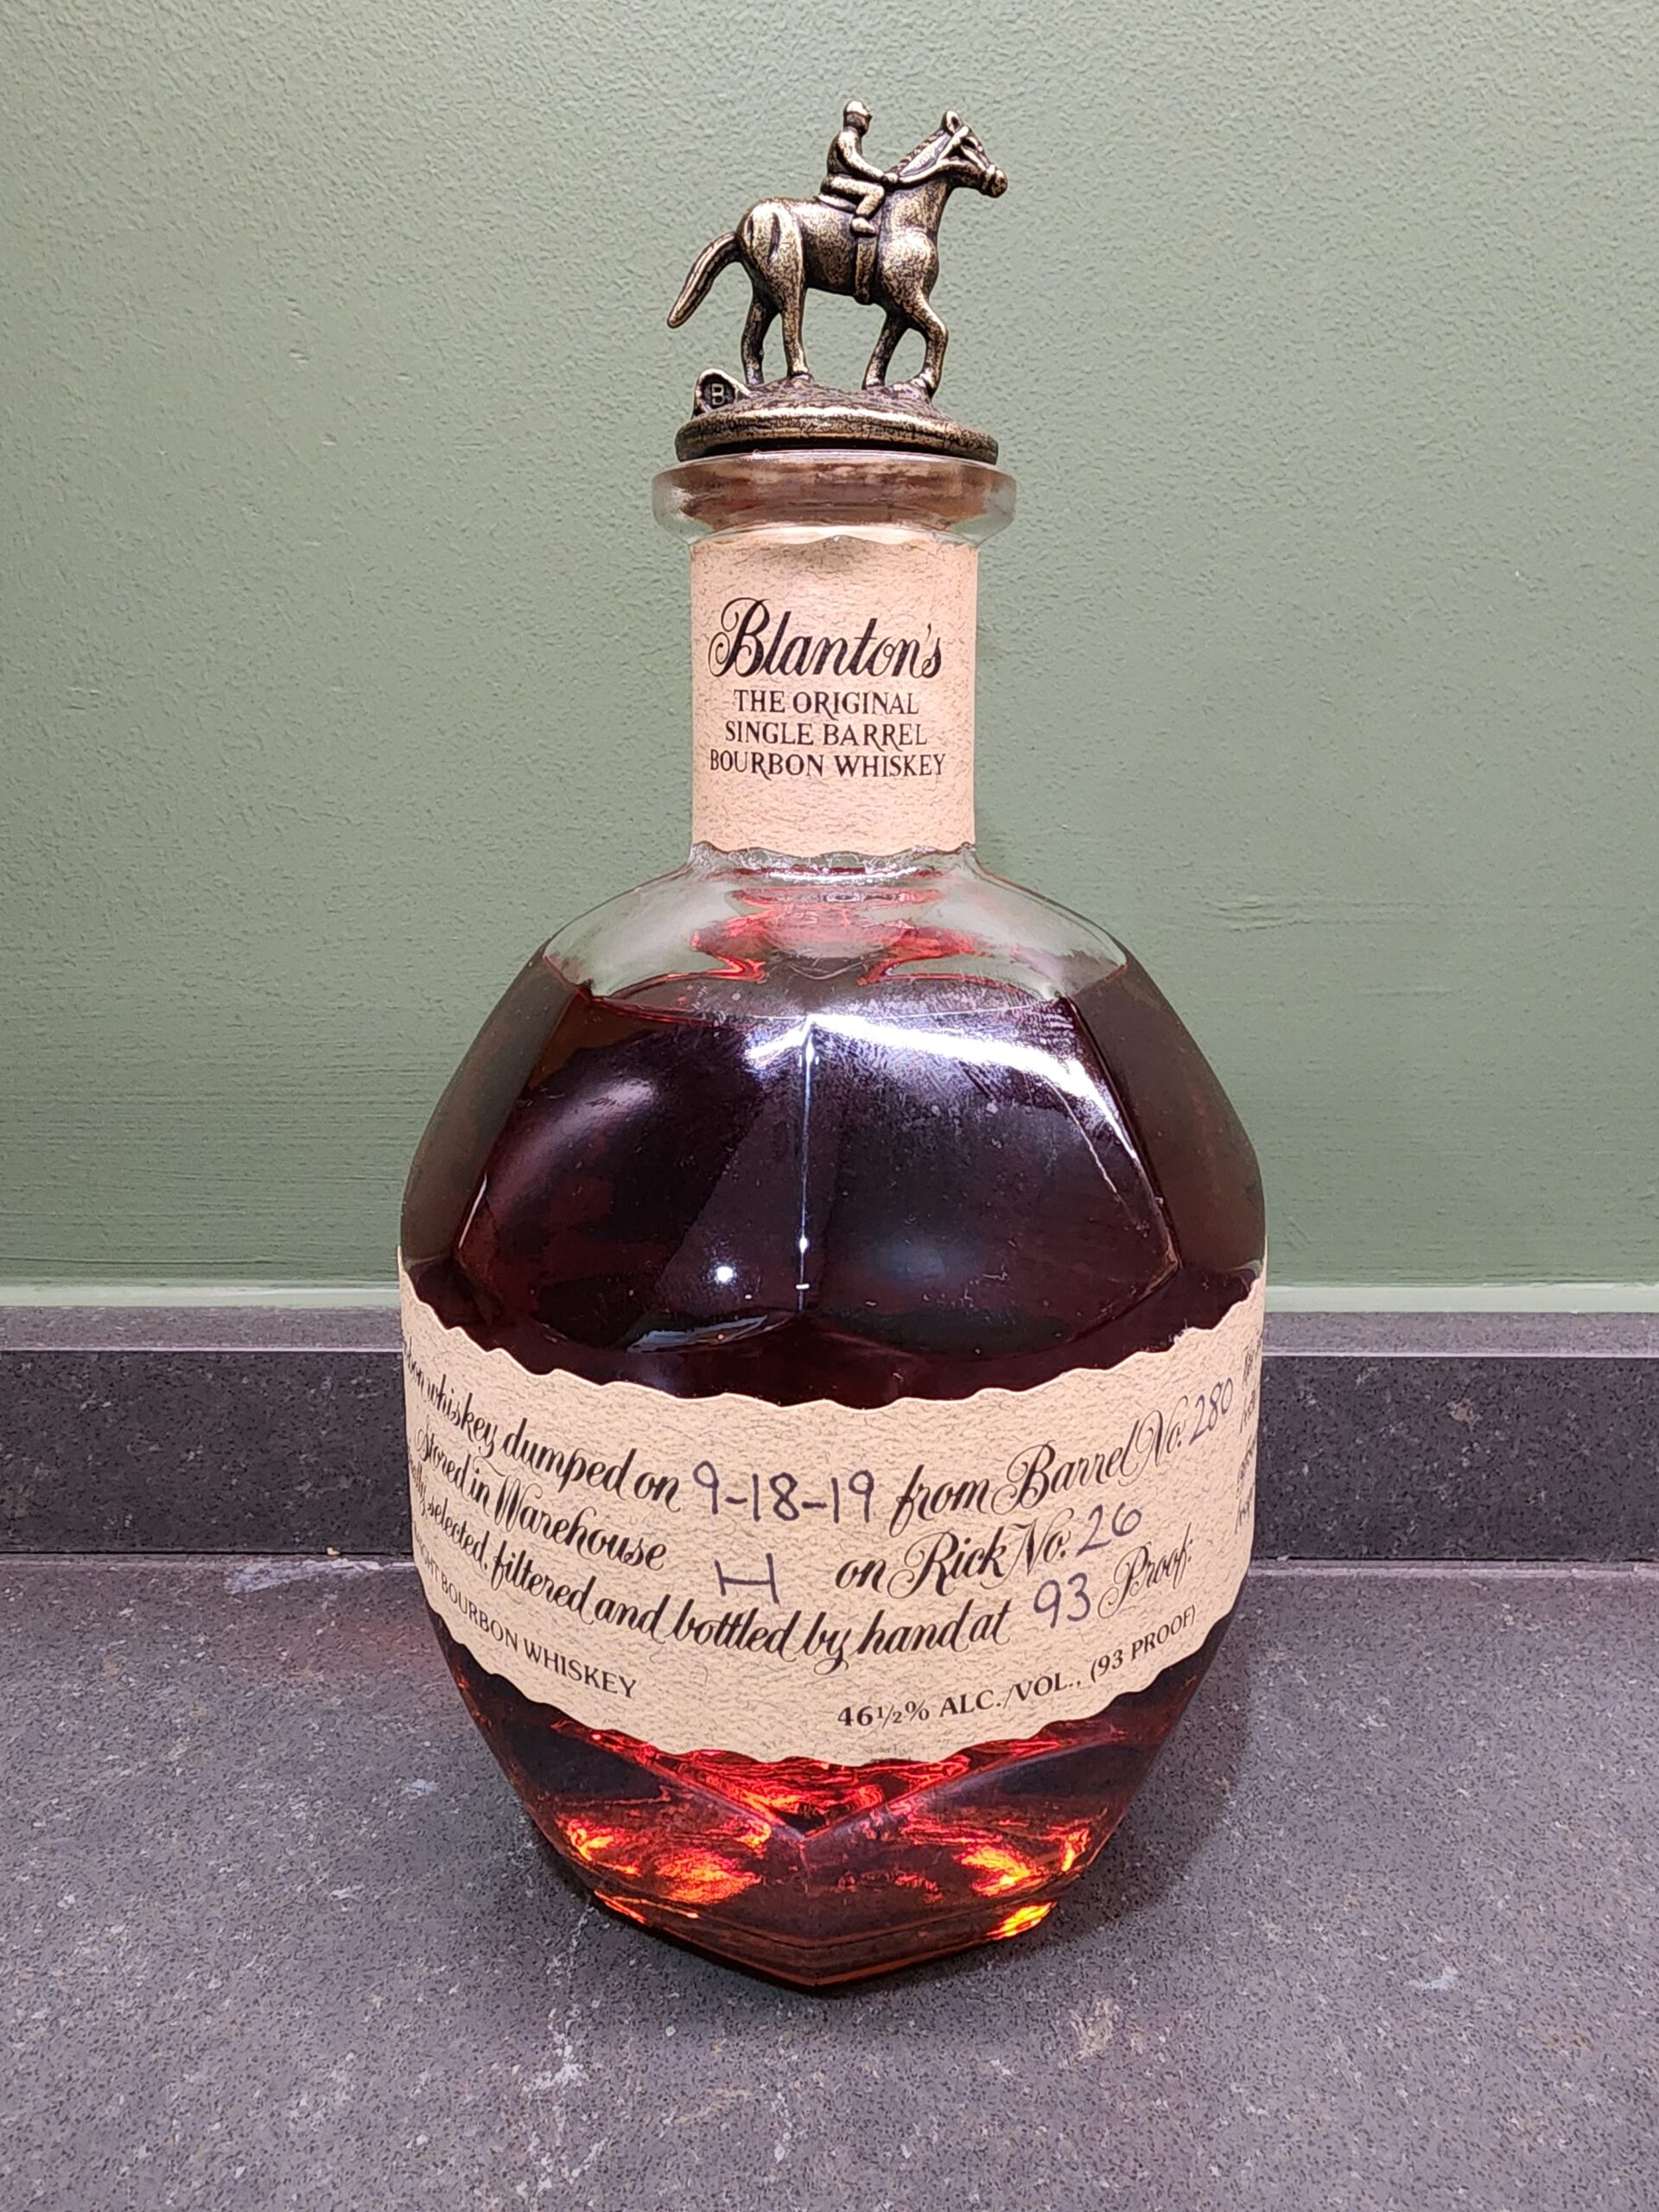 B
Blanton's
THE ORIGINAL
SINGLE BARREL
BOURBON WHISKEY
whiskey dumped on 9-18-19 from Barrel No. 280
stored in Warehouse H on Rick No. 26
selected, filtered and bottled by hand at 93 Proof.
BOURBON WHISKEY 46½% ALC./VOL., (93 PROOF)